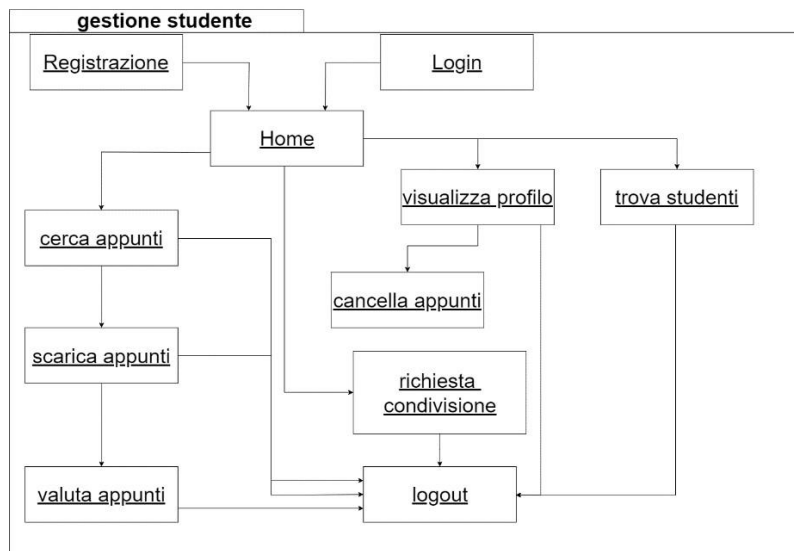 gestione studente
Registrazione
Login
Home
visualizza profilo
trova studenti
cerca appunti
cancella appunti
scarica appunti
richiesta
condivisione
valuta appunti
logout